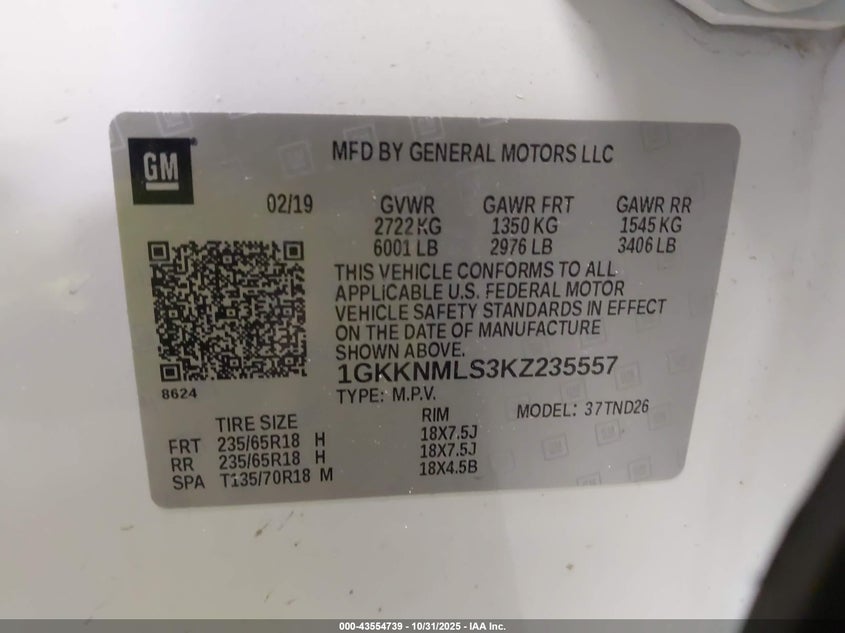 GM
MFD BY GENERAL MOTORS LLC
02/19 GVWR GAWR FRT GAWR RR
2722 KG 1350 KG 1545 KG
6001 LB 2976 LB 3406 LB
THIS VEHICLE CONFORMS TO ALL
APPLICABLE U.S. FEDERAL MOTOR
VEHICLE SAFETY STANDARDS IN EFFECT
ON THE DATE OF MANUFACTURE
SHOWN ABOVE.
1GKKNMLS3KZ235557
8624 TYPE: M.P.V. MODEL: 37TND26
TIRE SIZE RIM
FRT 235/65R18 H 18X7.5J
RR 235/65R18 H 18X7.5J
SPA T135/70R18 M 18X4.5B
000-43554739 - 10/31/2025 - IAA Inc.